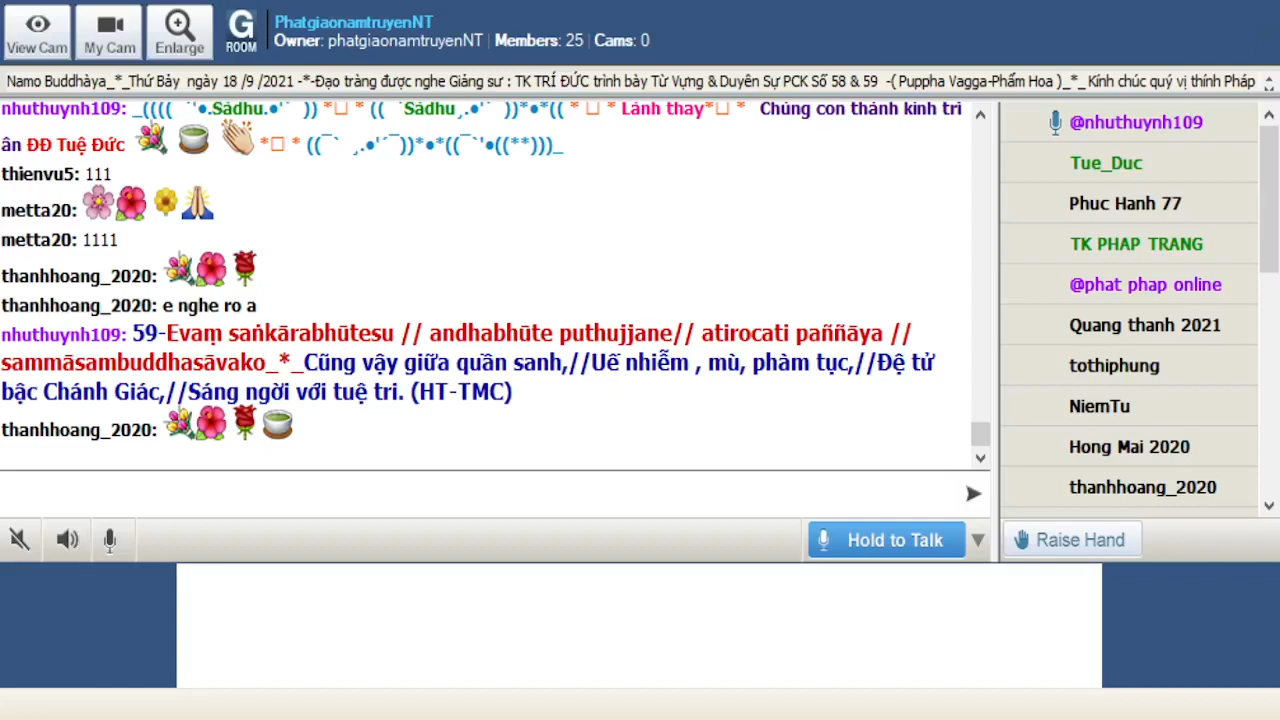 View Cam
My Cam
Enlarge
G
ROOM
PhatgiaonamtruyenNT
Owner: phatgiaonamtruyenNT | Members: 25 | Cams: 0
Namo Buddhàya_*_Thứ Bảy ngày 18 /9 /2021 -*-Đạo tràng được nghe Giảng sư : TK TRÍ ĐỨC trình bày Từ Vựng & Duyên Sự PCK Số 58 & 59 -( Puppha Vagga-Phẩm Hoa )_*_Kính chúc quý vị thính Pháp
nhuthuynh109: _(((( ¨`'●.Sādhu.●'´¨ )) *□ * (( ¨`Sādhu¸.●'´¨ ))*●*(( * □ * Lành thay*□ * Chúng con thành kính tri
ân ĐĐ Tuệ Đức *□ * ((¯`¨¸.●'´¯))*●*((¯`'●((**)))_
thienvu5: 111
metta20:
metta20: 1111
thanhhoang_2020:
thanhhoang_2020: e nghe ro a
nhuthuynh109: 59-Evaṃ saṅkārabhūtesu // andhabhūte puthujjane// atirocati paññāya //
sammāsambuddhasāvako_*_Cũng vậy giữa quần sanh,//Uế nhiễm , mù, phàm tục,//Đệ tử
bậc Chánh Giác,//Sáng ngời với tuệ tri. (HT-TMC)
thanhhoang_2020:
@nhuthuynh109
Tue_Duc
Phuc Hanh 77
TK PHAP TRANG
@phat phap online
Quang thanh 2021
tothiphung
NiemTu
Hong Mai 2020
thanhhoang_2020
Hold to Talk
Raise Hand